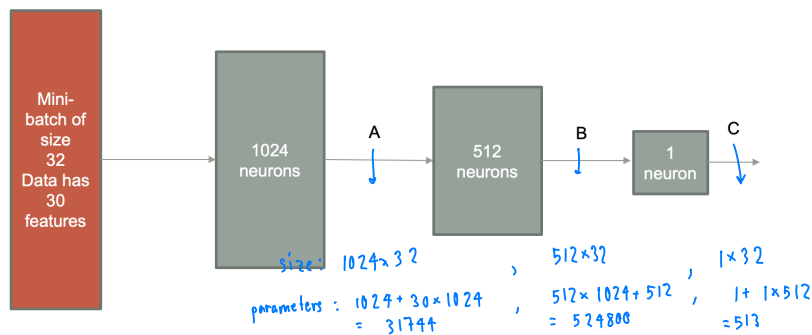 Mini-
batch of
size
32
Data has
30
features
1024
neurons
A
512
neurons
B
1
neuron
C
size: 1024×32 , 512×32 , 1×32
parameters: 1024 + 30×1024 , 512×1024 + 512 , 1 + 1×512
= 31744 = 524800 = 513